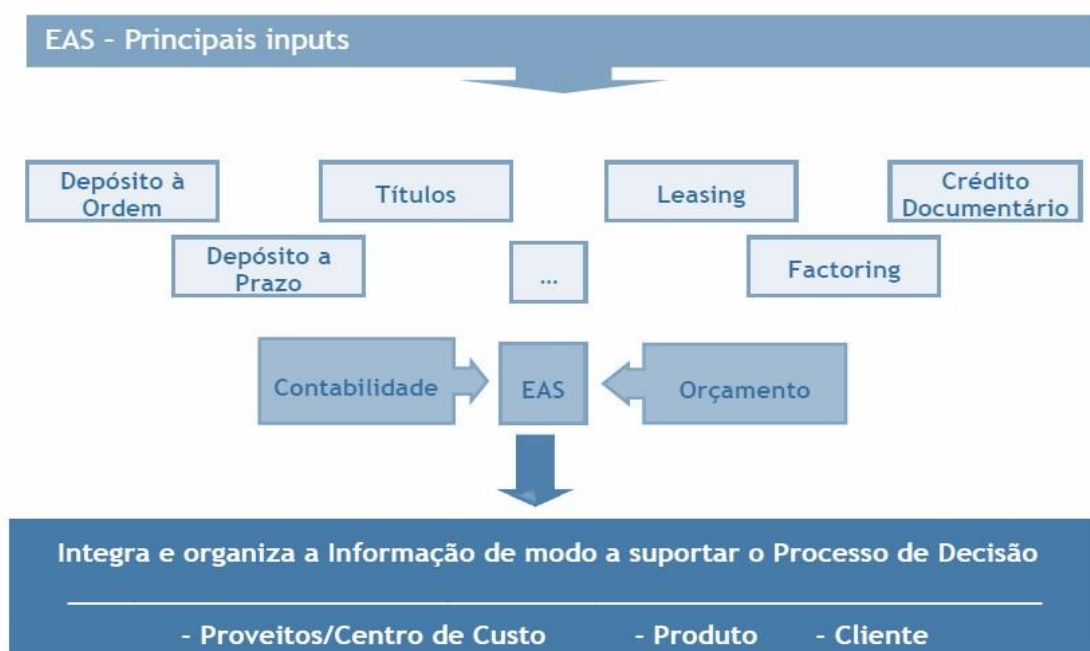 EAS – Principais inputs
Depósito à
Ordem
Títulos
Leasing
Crédito
Documentário
Depósito a
Prazo
...
Factoring
Contabilidade
EAS
Orçamento
Integra e organiza a Informação de modo a suportar o Processo de Decisão
- Proveitos/Centro de Custo - Produto - Cliente